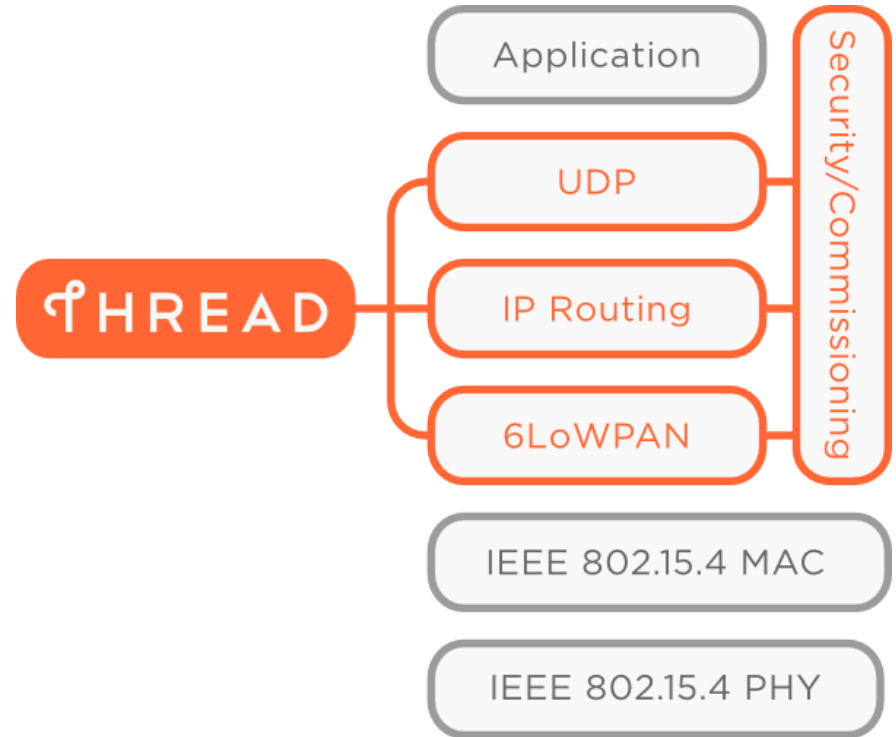 Application
Security/Commissioning
UDP
THREAD
IP Routing
6LoWPAN
IEEE 802.15.4 MAC
IEEE 802.15.4 PHY